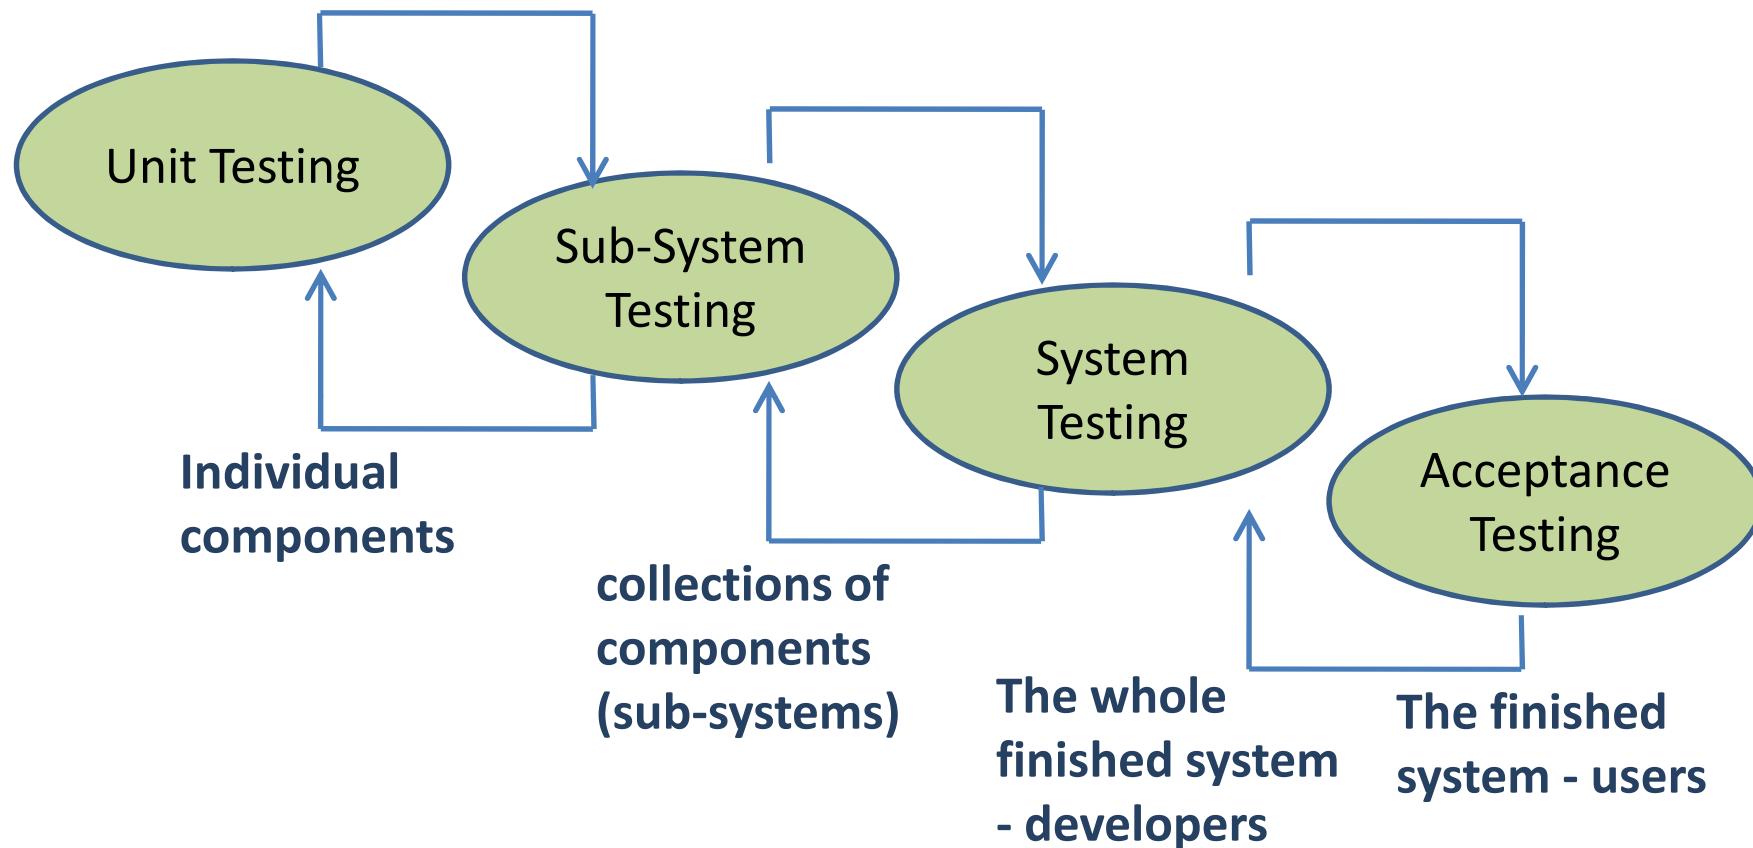 Unit Testing
Sub-System
Testing
System
Testing
Acceptance
Testing
Individual
components
collections of
components
(sub-systems)
The whole
finished system
- developers
The finished
system - users